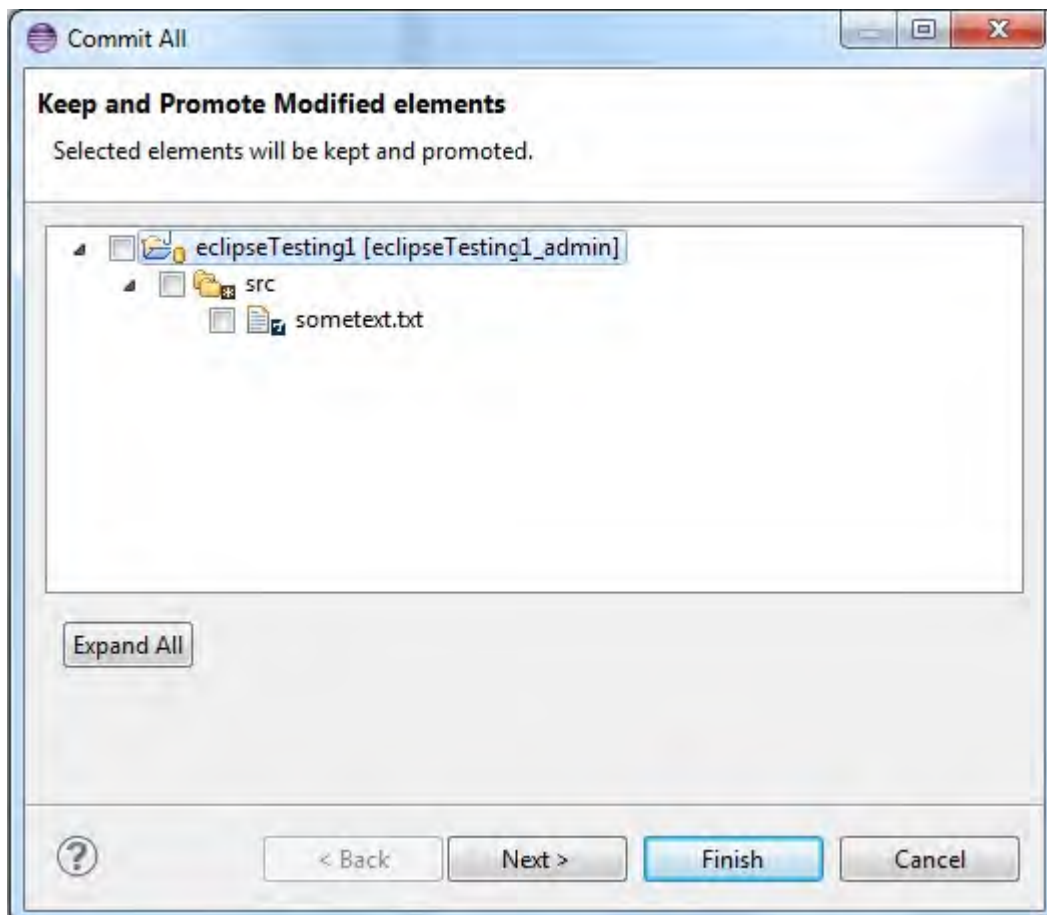 Commit All
Keep and Promote Modified elements
Selected elements will be kept and promoted.
eclipseTesting1 [eclipseTesting1_admin]
src
sometext.txt
Expand All
?
< Back
Next >
Finish
Cancel